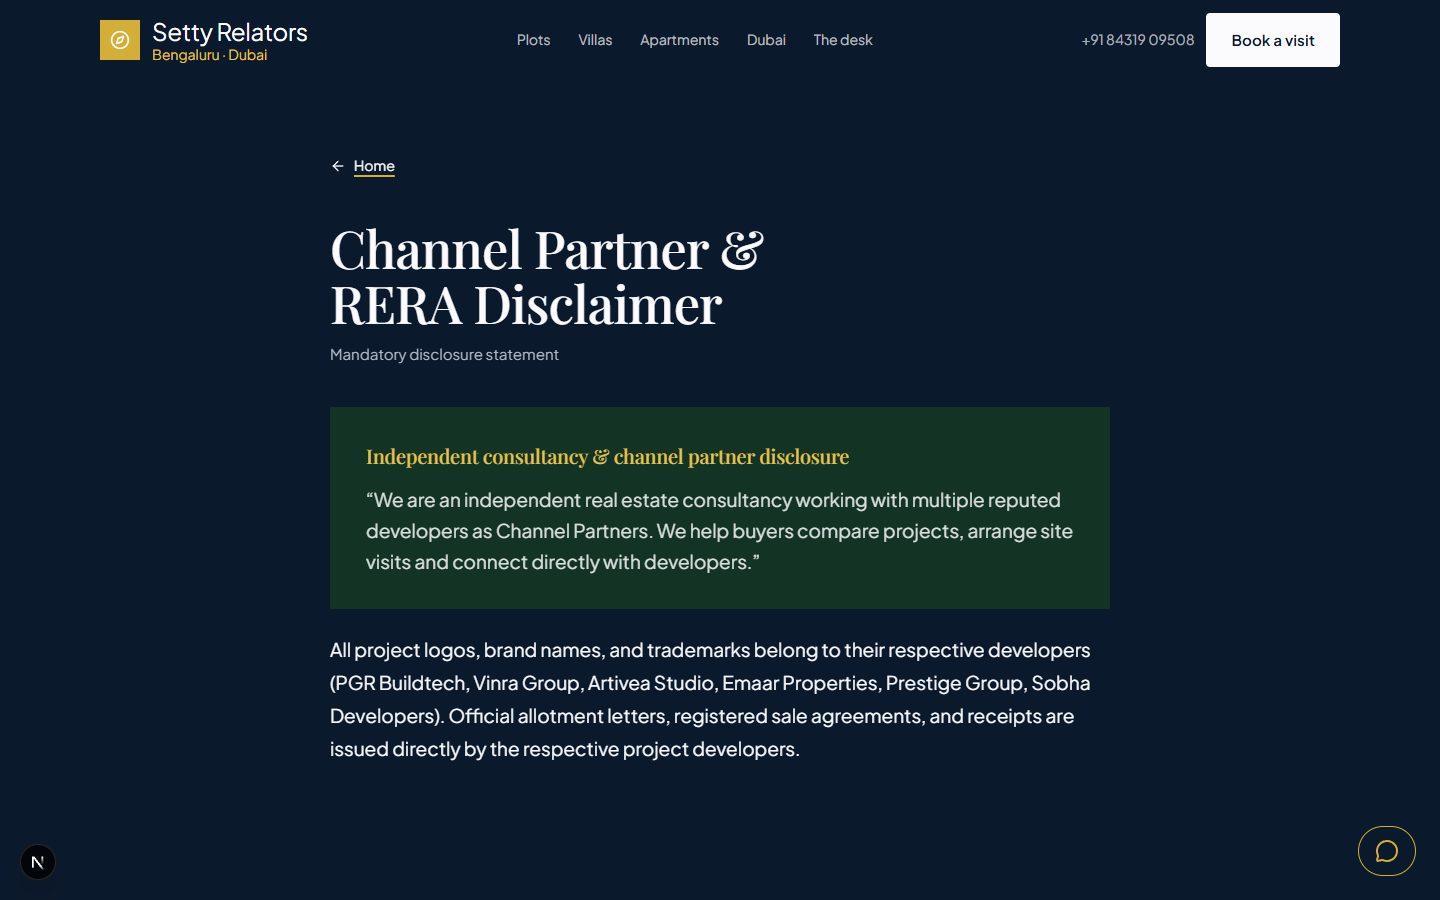 Setty Relators
Bengaluru · Dubai
Plots
Villas
Apartments
Dubai
The desk
+91 84319 09508
Book a visit
← Home
Channel Partner &
RERA Disclaimer
Mandatory disclosure statement
Independent consultancy & channel partner disclosure
“We are an independent real estate consultancy working with multiple reputed
developers as Channel Partners. We help buyers compare projects, arrange site
visits and connect directly with developers.”
All project logos, brand names, and trademarks belong to their respective developers
(PGR Buildtech, Vinra Group, Artivea Studio, Emaar Properties, Prestige Group, Sobha
Developers). Official allotment letters, registered sale agreements, and receipts are
issued directly by the respective project developers.
N